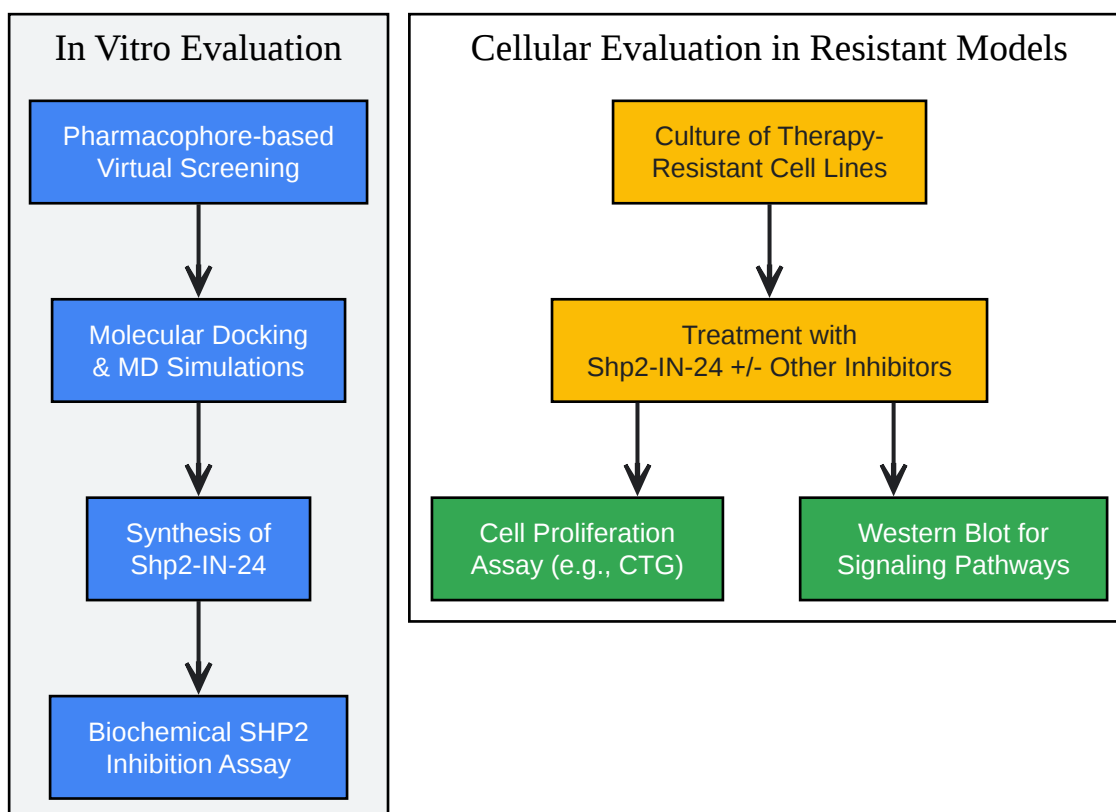 In Vitro Evaluation
Pharmacophore-based
Virtual Screening
Molecular Docking
& MD Simulations
Synthesis of
Shp2-IN-24
Biochemical SHP2
Inhibition Assay
Cellular Evaluation in Resistant Models
Culture of Therapy-
Resistant Cell Lines
Treatment with
Shp2-IN-24 +/- Other Inhibitors
Cell Proliferation
Assay (e.g., CTG)
Western Blot for
Signaling Pathways